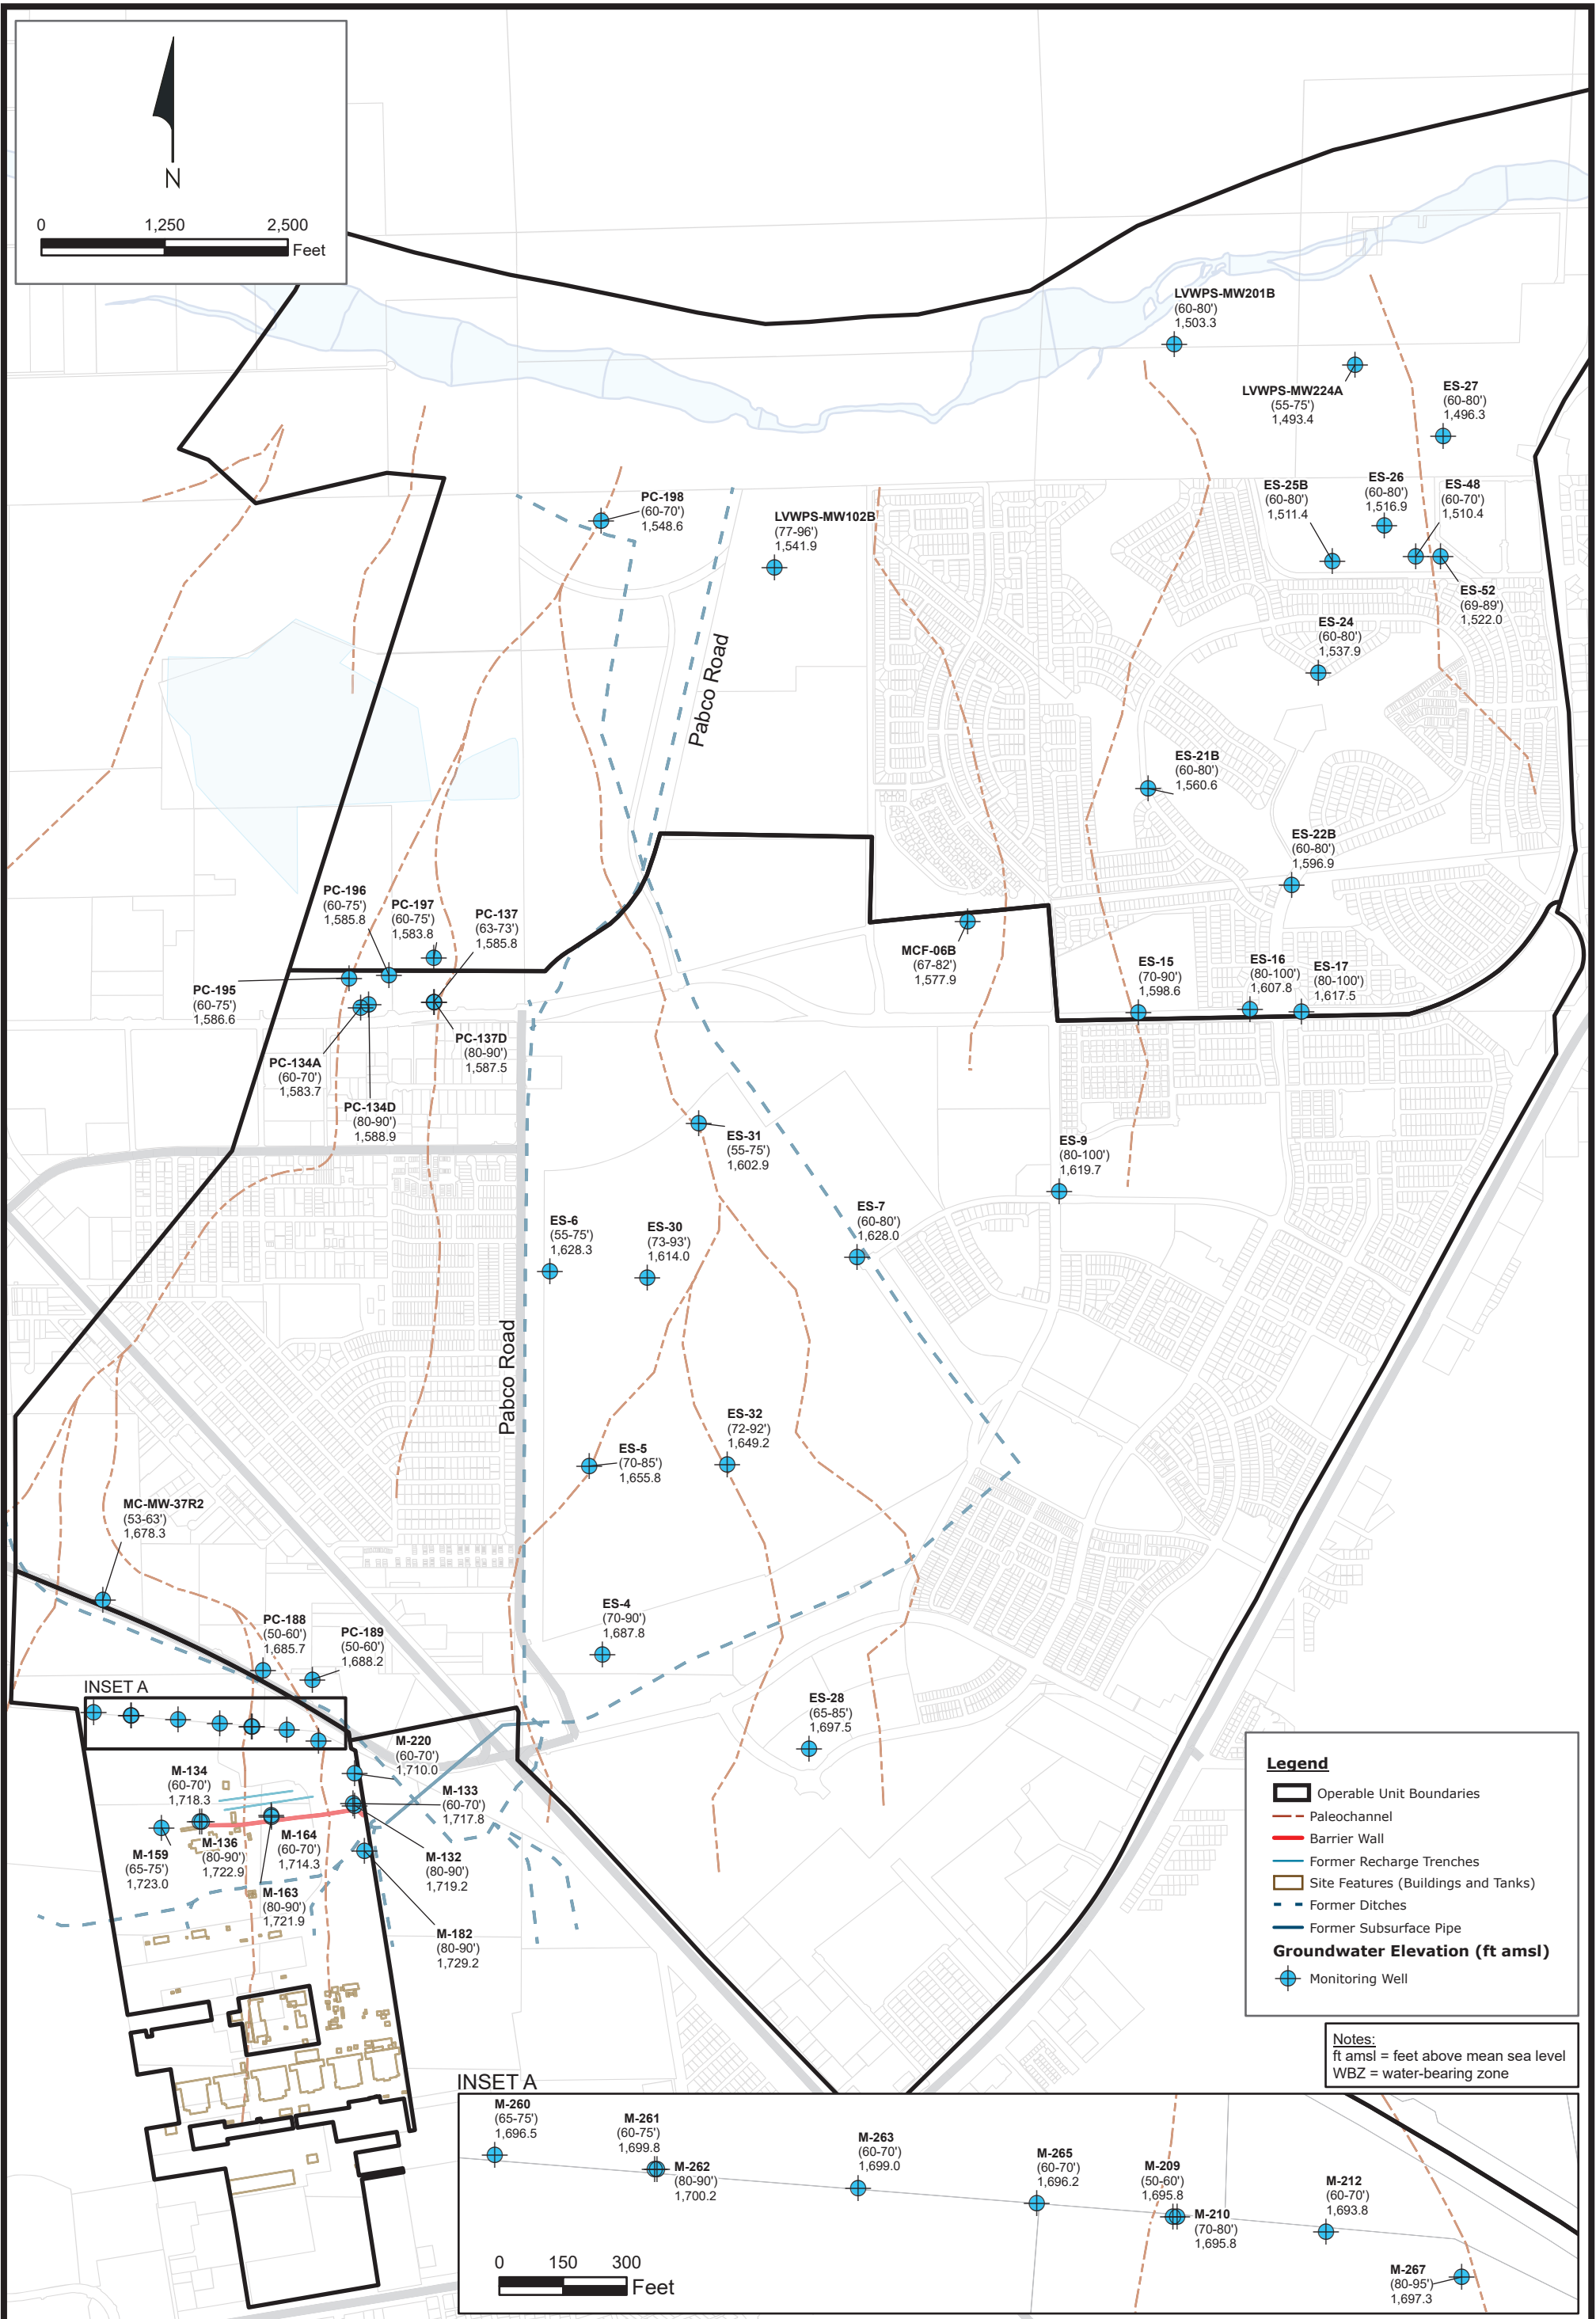 N
0 1,250 2,500
Feet
LVWPS-MW201B
(60-80')
1,503.3
LVWPS-MW224A
(55-75')
1,493.4
ES-27
(60-80')
1,496.3
PC-198
(60-70')
1,548.6
LVWPS-MW102B
(77-96')
1,541.9
ES-25B
(60-80')
1,511.4
ES-26
(60-80')
1,516.9
ES-48
(60-70')
1,510.4
ES-52
(69-89')
1,522.0
ES-24
(60-80')
1,537.9
Pabco Road
ES-21B
(60-80')
1,560.6
ES-22B
(60-80')
1,596.9
PC-196
(60-75')
1,585.8
PC-197
(60-75')
1,583.8
PC-137
(63-73')
1,585.8
MCF-06B
(67-82')
1,577.9
ES-15
(70-90')
1,598.6
ES-16
(80-100')
1,607.8
ES-17
(80-100')
1,617.5
PC-195
(60-75')
1,586.6
PC-134A
(60-70')
1,583.7
PC-137D
(80-90')
1,587.5
PC-134D
(80-90')
1,588.9
ES-31
(55-75')
1,602.9
ES-9
(80-100')
1,619.7
ES-6
(55-75')
1,628.3
ES-30
(73-93')
1,614.0
ES-7
(60-80')
1,628.0
Pabco Road
ES-32
(72-92')
1,649.2
ES-5
(70-85')
1,655.8
MC-MW-37R2
(53-63')
1,678.3
PC-188
(50-60')
1,685.7
PC-189
(50-60')
1,688.2
ES-4
(70-90')
1,687.8
INSET A
ES-28
(65-85')
1,697.5
M-220
(60-70')
1,710.0
M-134
(60-70')
1,718.3
M-133
(60-70')
1,717.8
M-159
(65-75')
1,723.0
M-136
(80-90')
1,722.9
M-164
(60-70')
1,714.3
M-132
(80-90')
1,719.2
M-163
(80-90')
1,721.9
M-182
(80-90')
1,729.2
Legend
Operable Unit Boundaries
Paleochannel
Barrier Wall
Former Recharge Trenches
Site Features (Buildings and Tanks)
Former Ditches
Former Subsurface Pipe
Groundwater Elevation (ft amsl)
Monitoring Well
Notes:
ft amsl = feet above mean sea level
WBZ = water-bearing zone
INSET A
M-260
(65-75')
1,696.5
M-261
(60-75')
1,699.8
M-262
(80-90')
1,700.2
M-263
(60-70')
1,699.0
M-265
(60-70')
1,696.2
M-209
(50-60')
1,695.8
M-210
(70-80')
1,695.8
M-212
(60-70')
1,693.8
M-267
(80-95')
1,697.3
0 150 300
Feet